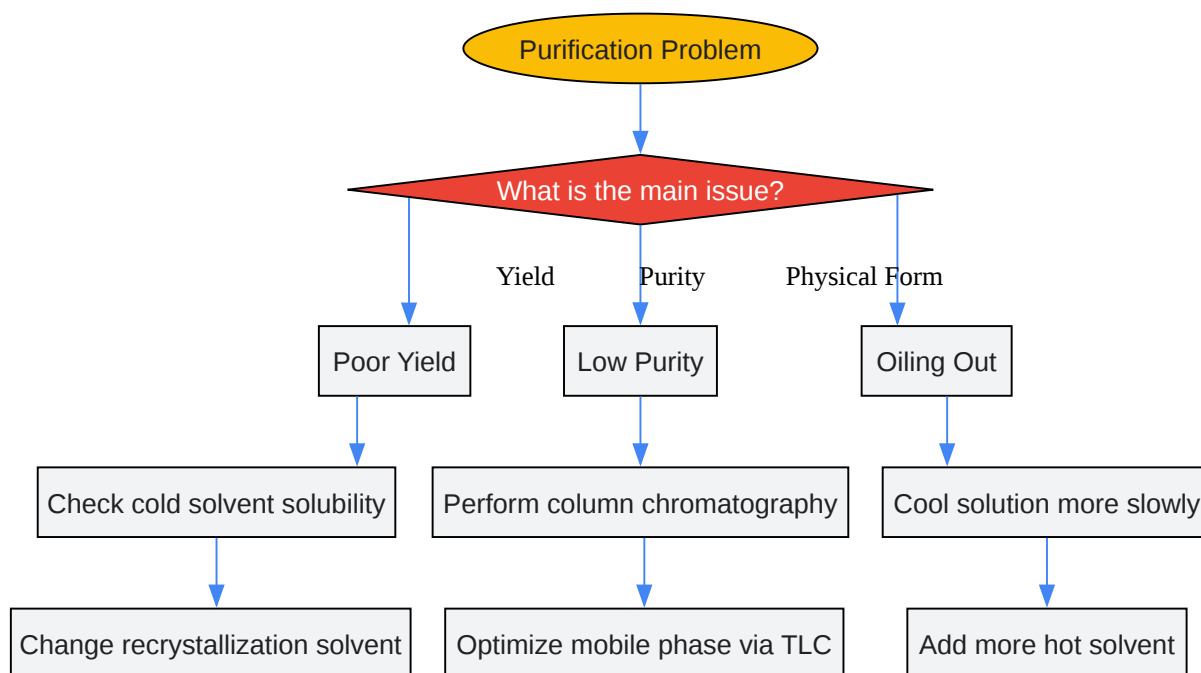 Purification Problem
What is the main issue?
Yield
Purity
Physical Form
Poor Yield
Low Purity
Oiling Out
Check cold solvent solubility
Perform column chromatography
Cool solution more slowly
Change recrystallization solvent
Optimize mobile phase via TLC
Add more hot solvent